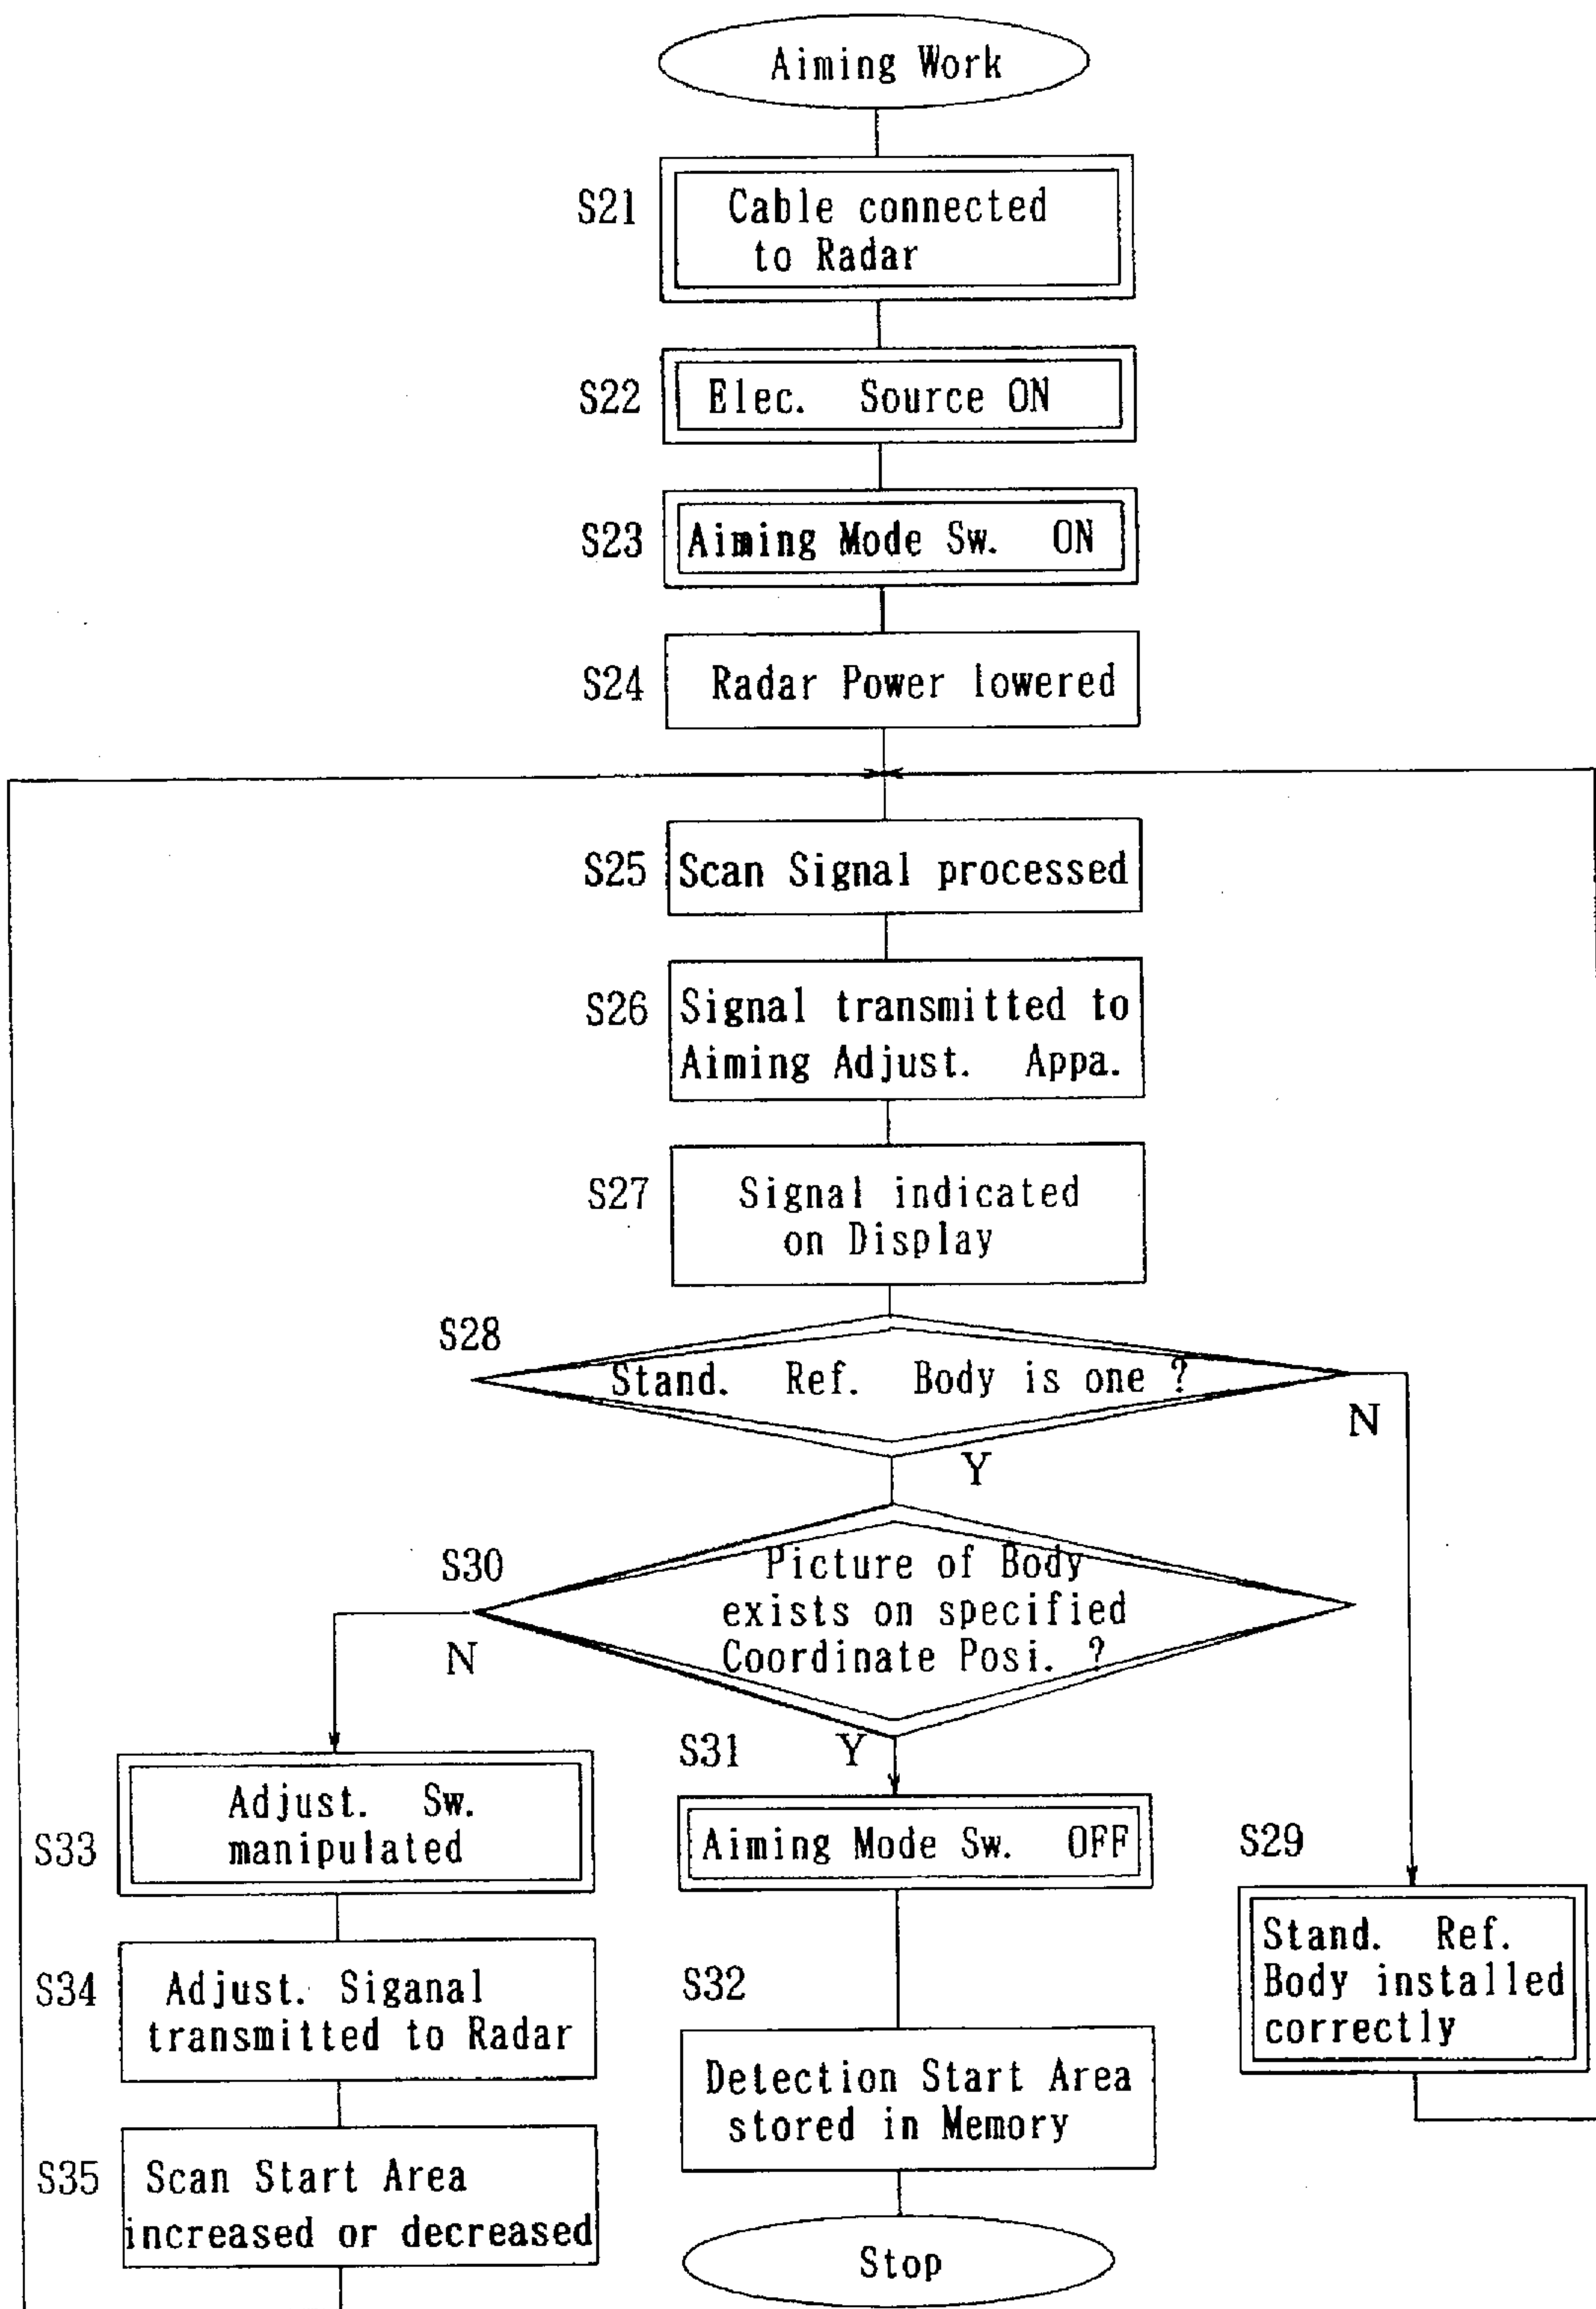 Aiming Work
S21
Cable connected
to Radar
S22
Elec. Source ON
S23
Aiming Mode Sw. ON
S24
Radar Power lowered
S25
Scan Signal processed
S26
Signal transmitted to
Aiming Adjust. Appa.
S27
Signal indicated
on Display
S28
Stand. Ref. Body is one ?
N
Y
S30
Picture of Body
exists on specified
Coordinate Posi. ?
N
Y
S31
Aiming Mode Sw. OFF
S33
Adjust. Sw.
manipulated
S29
Stand. Ref.
Body installed
correctly
S34
Adjust. Siganal
transmitted to Radar
S32
Detection Start Area
stored in Memory
S35
Scan Start Area
increased or decreased
Stop